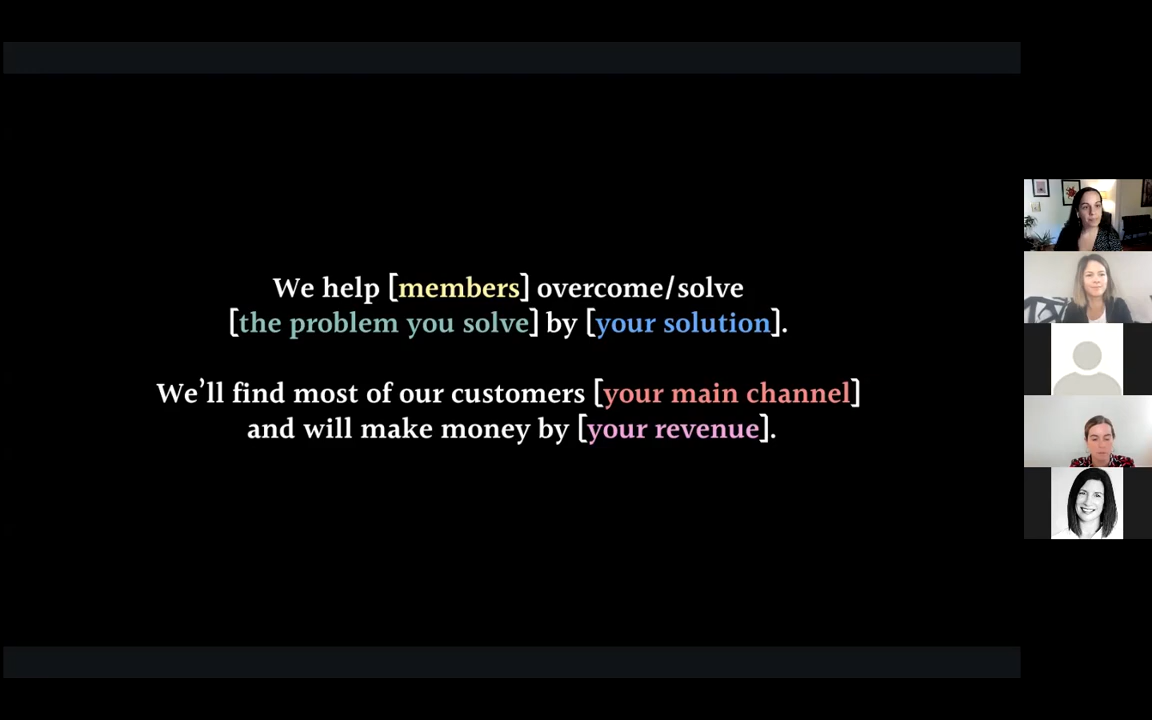 We help [members] overcome/solve
[the problem you solve] by [your solution].
We’ll find most of our customers [your main channel]
and will make money by [your revenue].